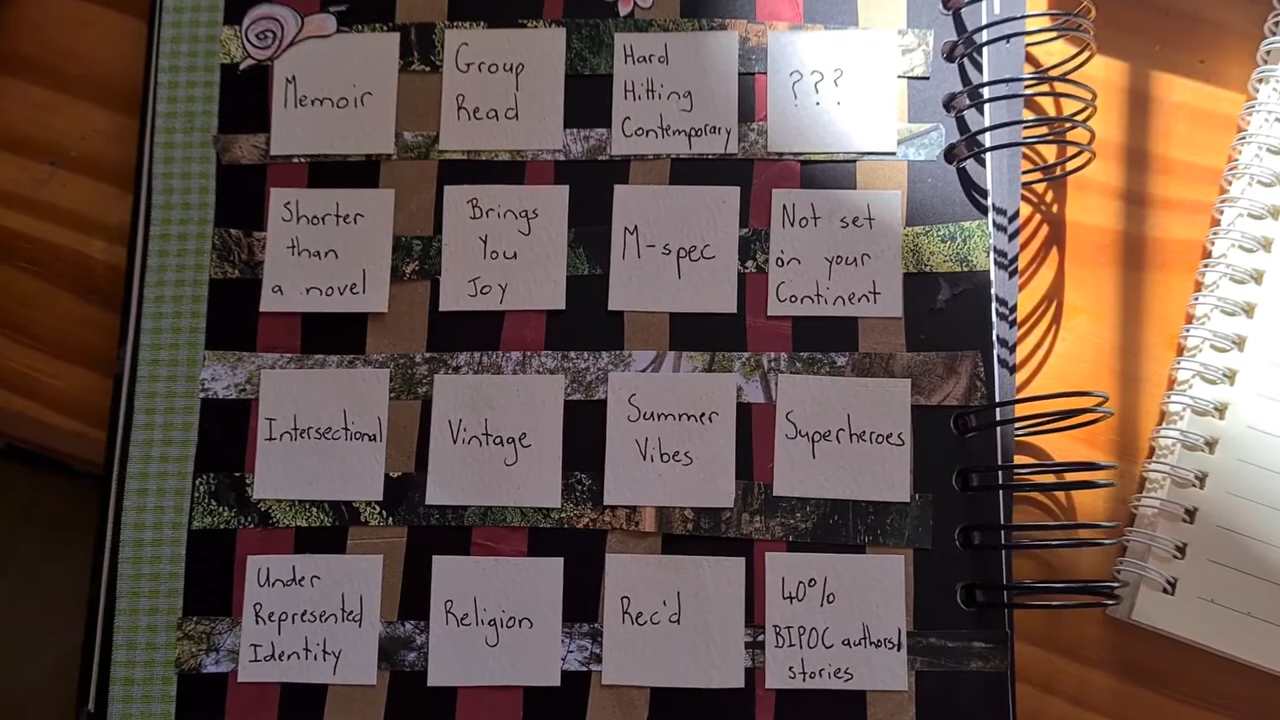 Memoir
Group
Read
Hard
Hitting
Contemporary
???
Shorter
than
a novel
Brings
You
Joy
M-spec
Not set
on your
Continent
Intersectional
Vintage
Summer
Vibes
Superheroes
Under
Represented
Identity
Religion
Rec'd
40%
BIPOC authors/
stories